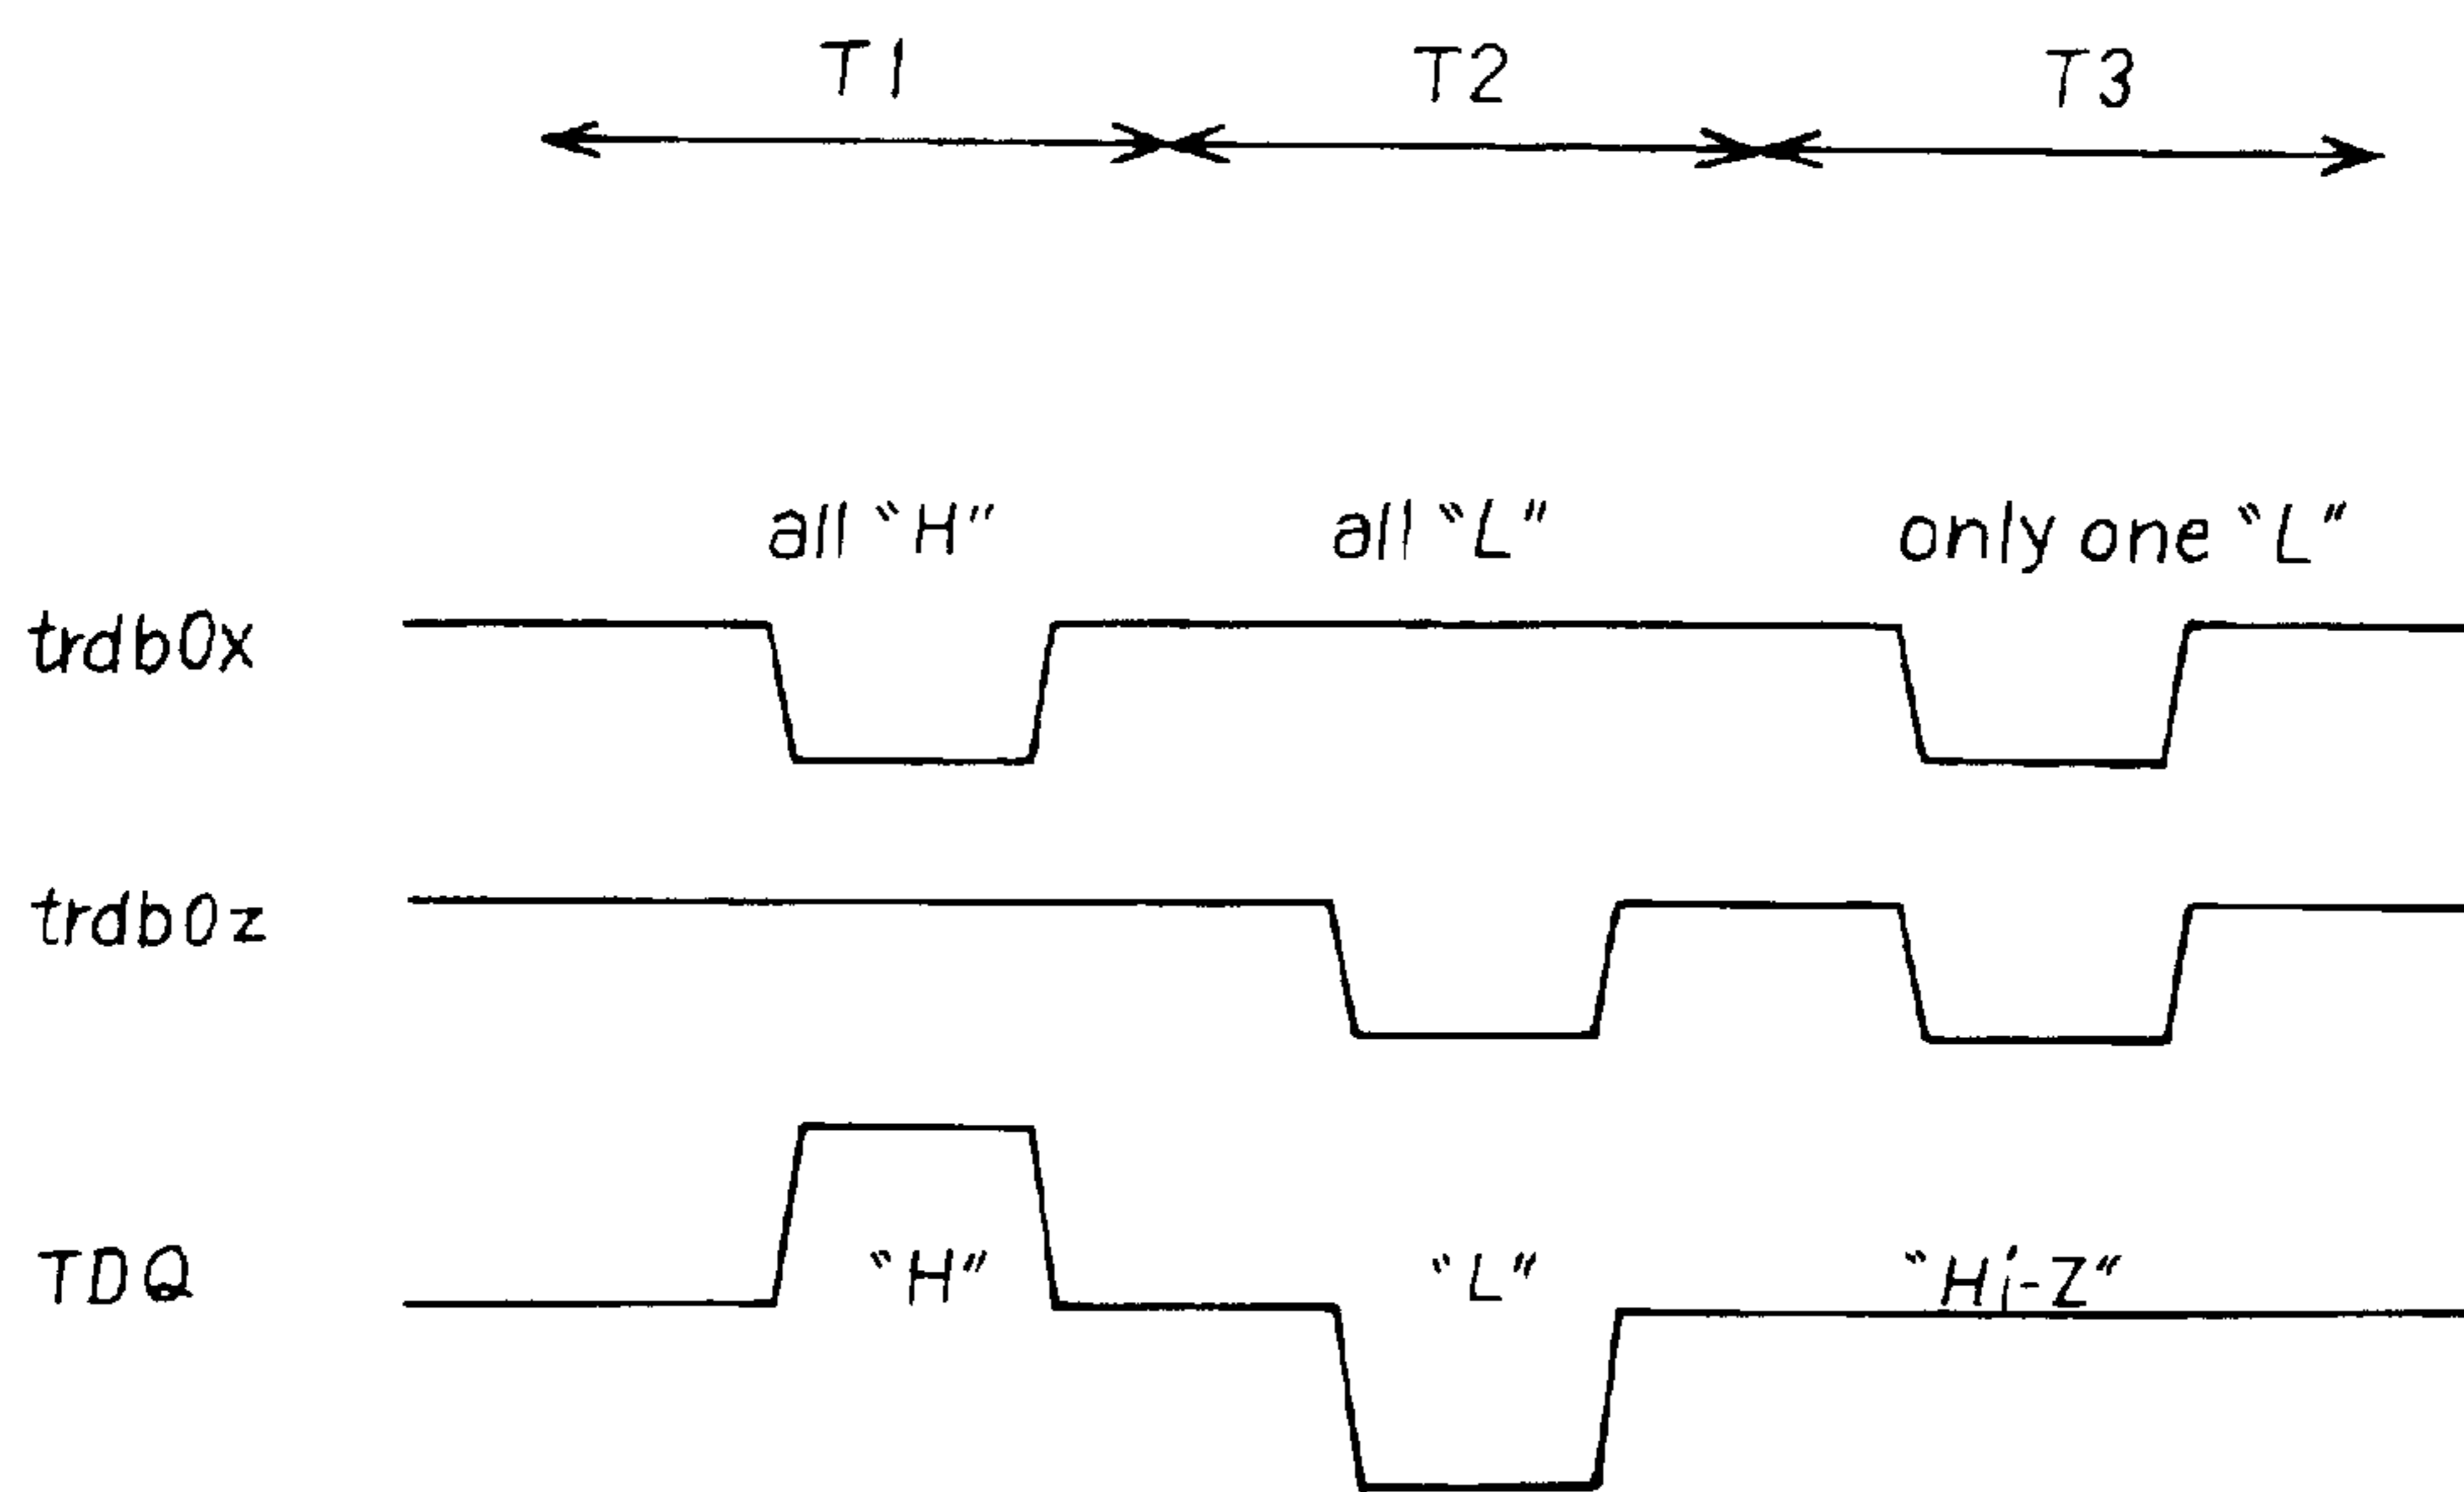 T1 T2 T3
all "H" all "L" only one "L"
trdb0x
trdb0z
TDQ "H" "L" "Hi-Z"